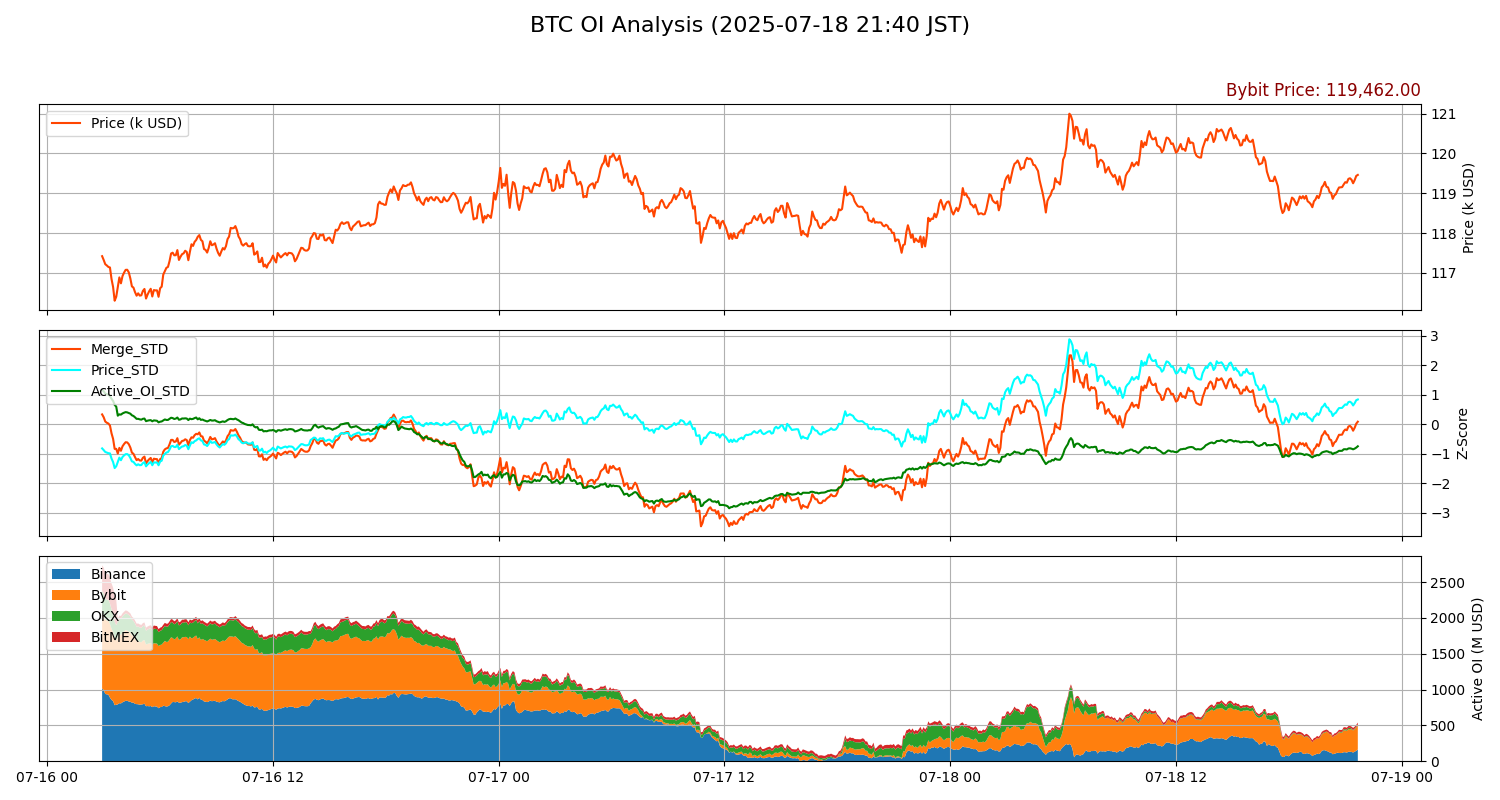 BTC OI Analysis (2025-07-18 21:40 JST)
Bybit Price: 119,462.00
Price (k USD)
121
120
119
118
117
Price (k USD)
Merge_STD
Price_STD
Active_OI_STD
3
2
1
0
−1
−2
−3
Z-Score
Binance
Bybit
OKX
BitMEX
2500
2000
1500
1000
500
0
Active OI (M USD)
07-16 00
07-16 12
07-17 00
07-17 12
07-18 00
07-18 12
07-19 00